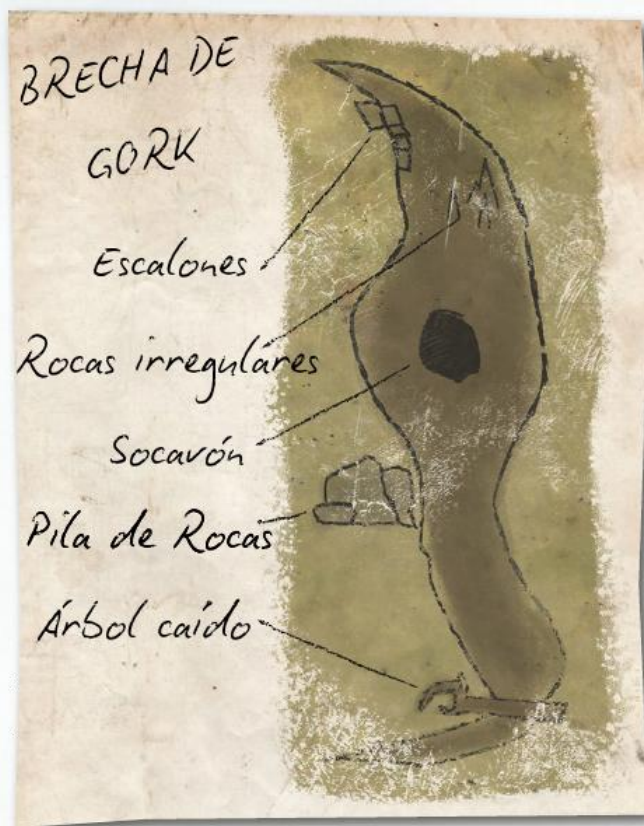 BRECHA DE
GORK
Escalones
Rocas irregulares
Socavón
Pila de Rocas
Árbol caído